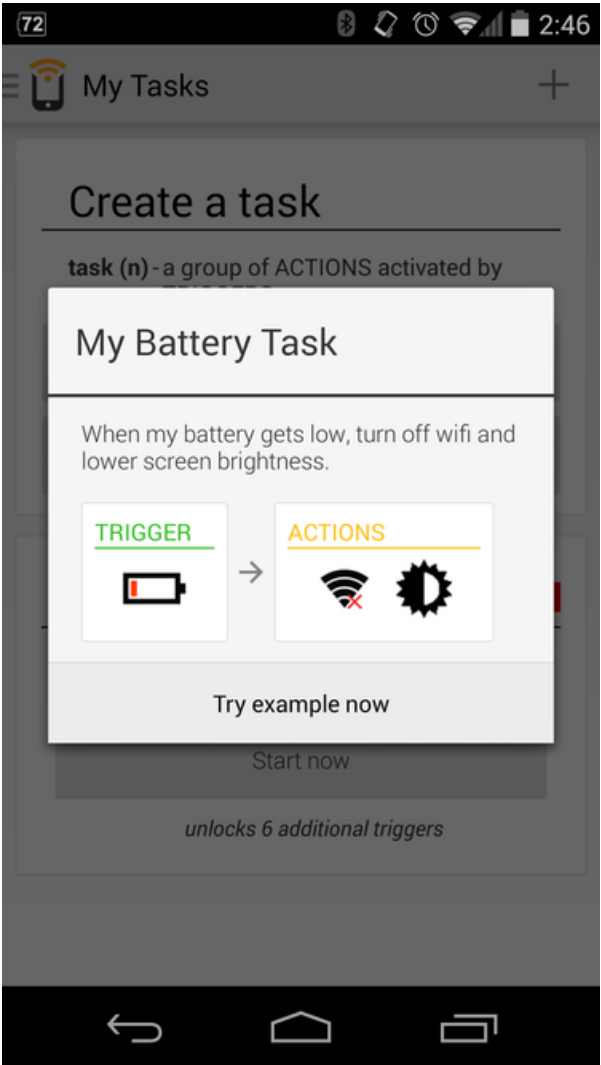 72
2:46
My Tasks
Create a task
task (n) - a group of ACTIONS activated by
My Battery Task
When my battery gets low, turn off wifi and
lower screen brightness.
TRIGGER
ACTIONS
Try example now
Start now
unlocks 6 additional triggers